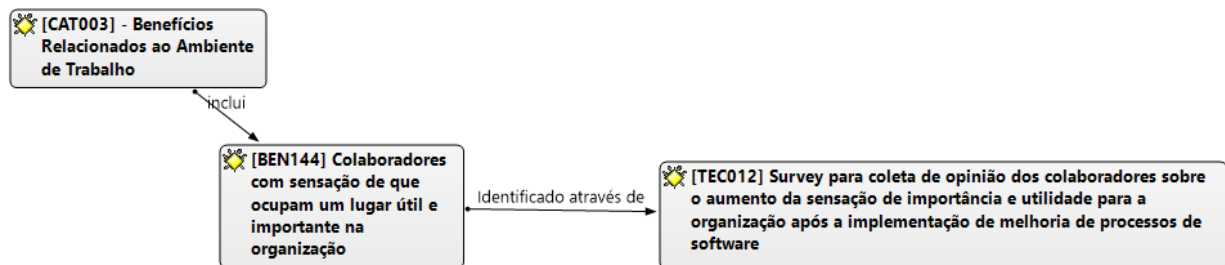 [CAT003] - Benefícios
Relacionados ao Ambiente
de Trabalho
inclui
[BEN144] Colaboradores
com sensação de que
ocupam um lugar útil e
importante na
organização
Identificado através de
[TEC012] Survey para coleta de opinião dos colaboradores sobre
o aumento da sensação de importância e utilidade para a
organização após a implementação de melhoria de processos de
software